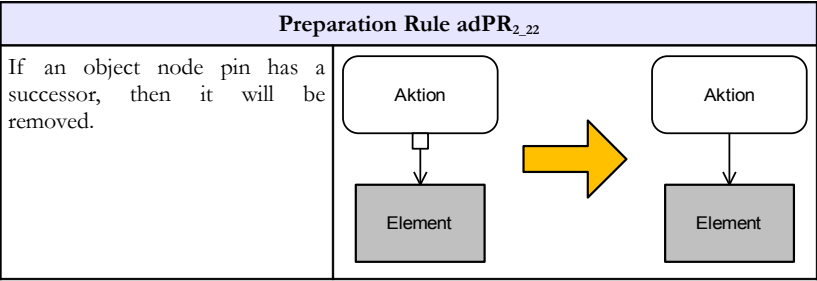 Preparation Rule adPR2_22
If an object node pin has a
successor, then it will be
removed.
Aktion
Element
Aktion
Element